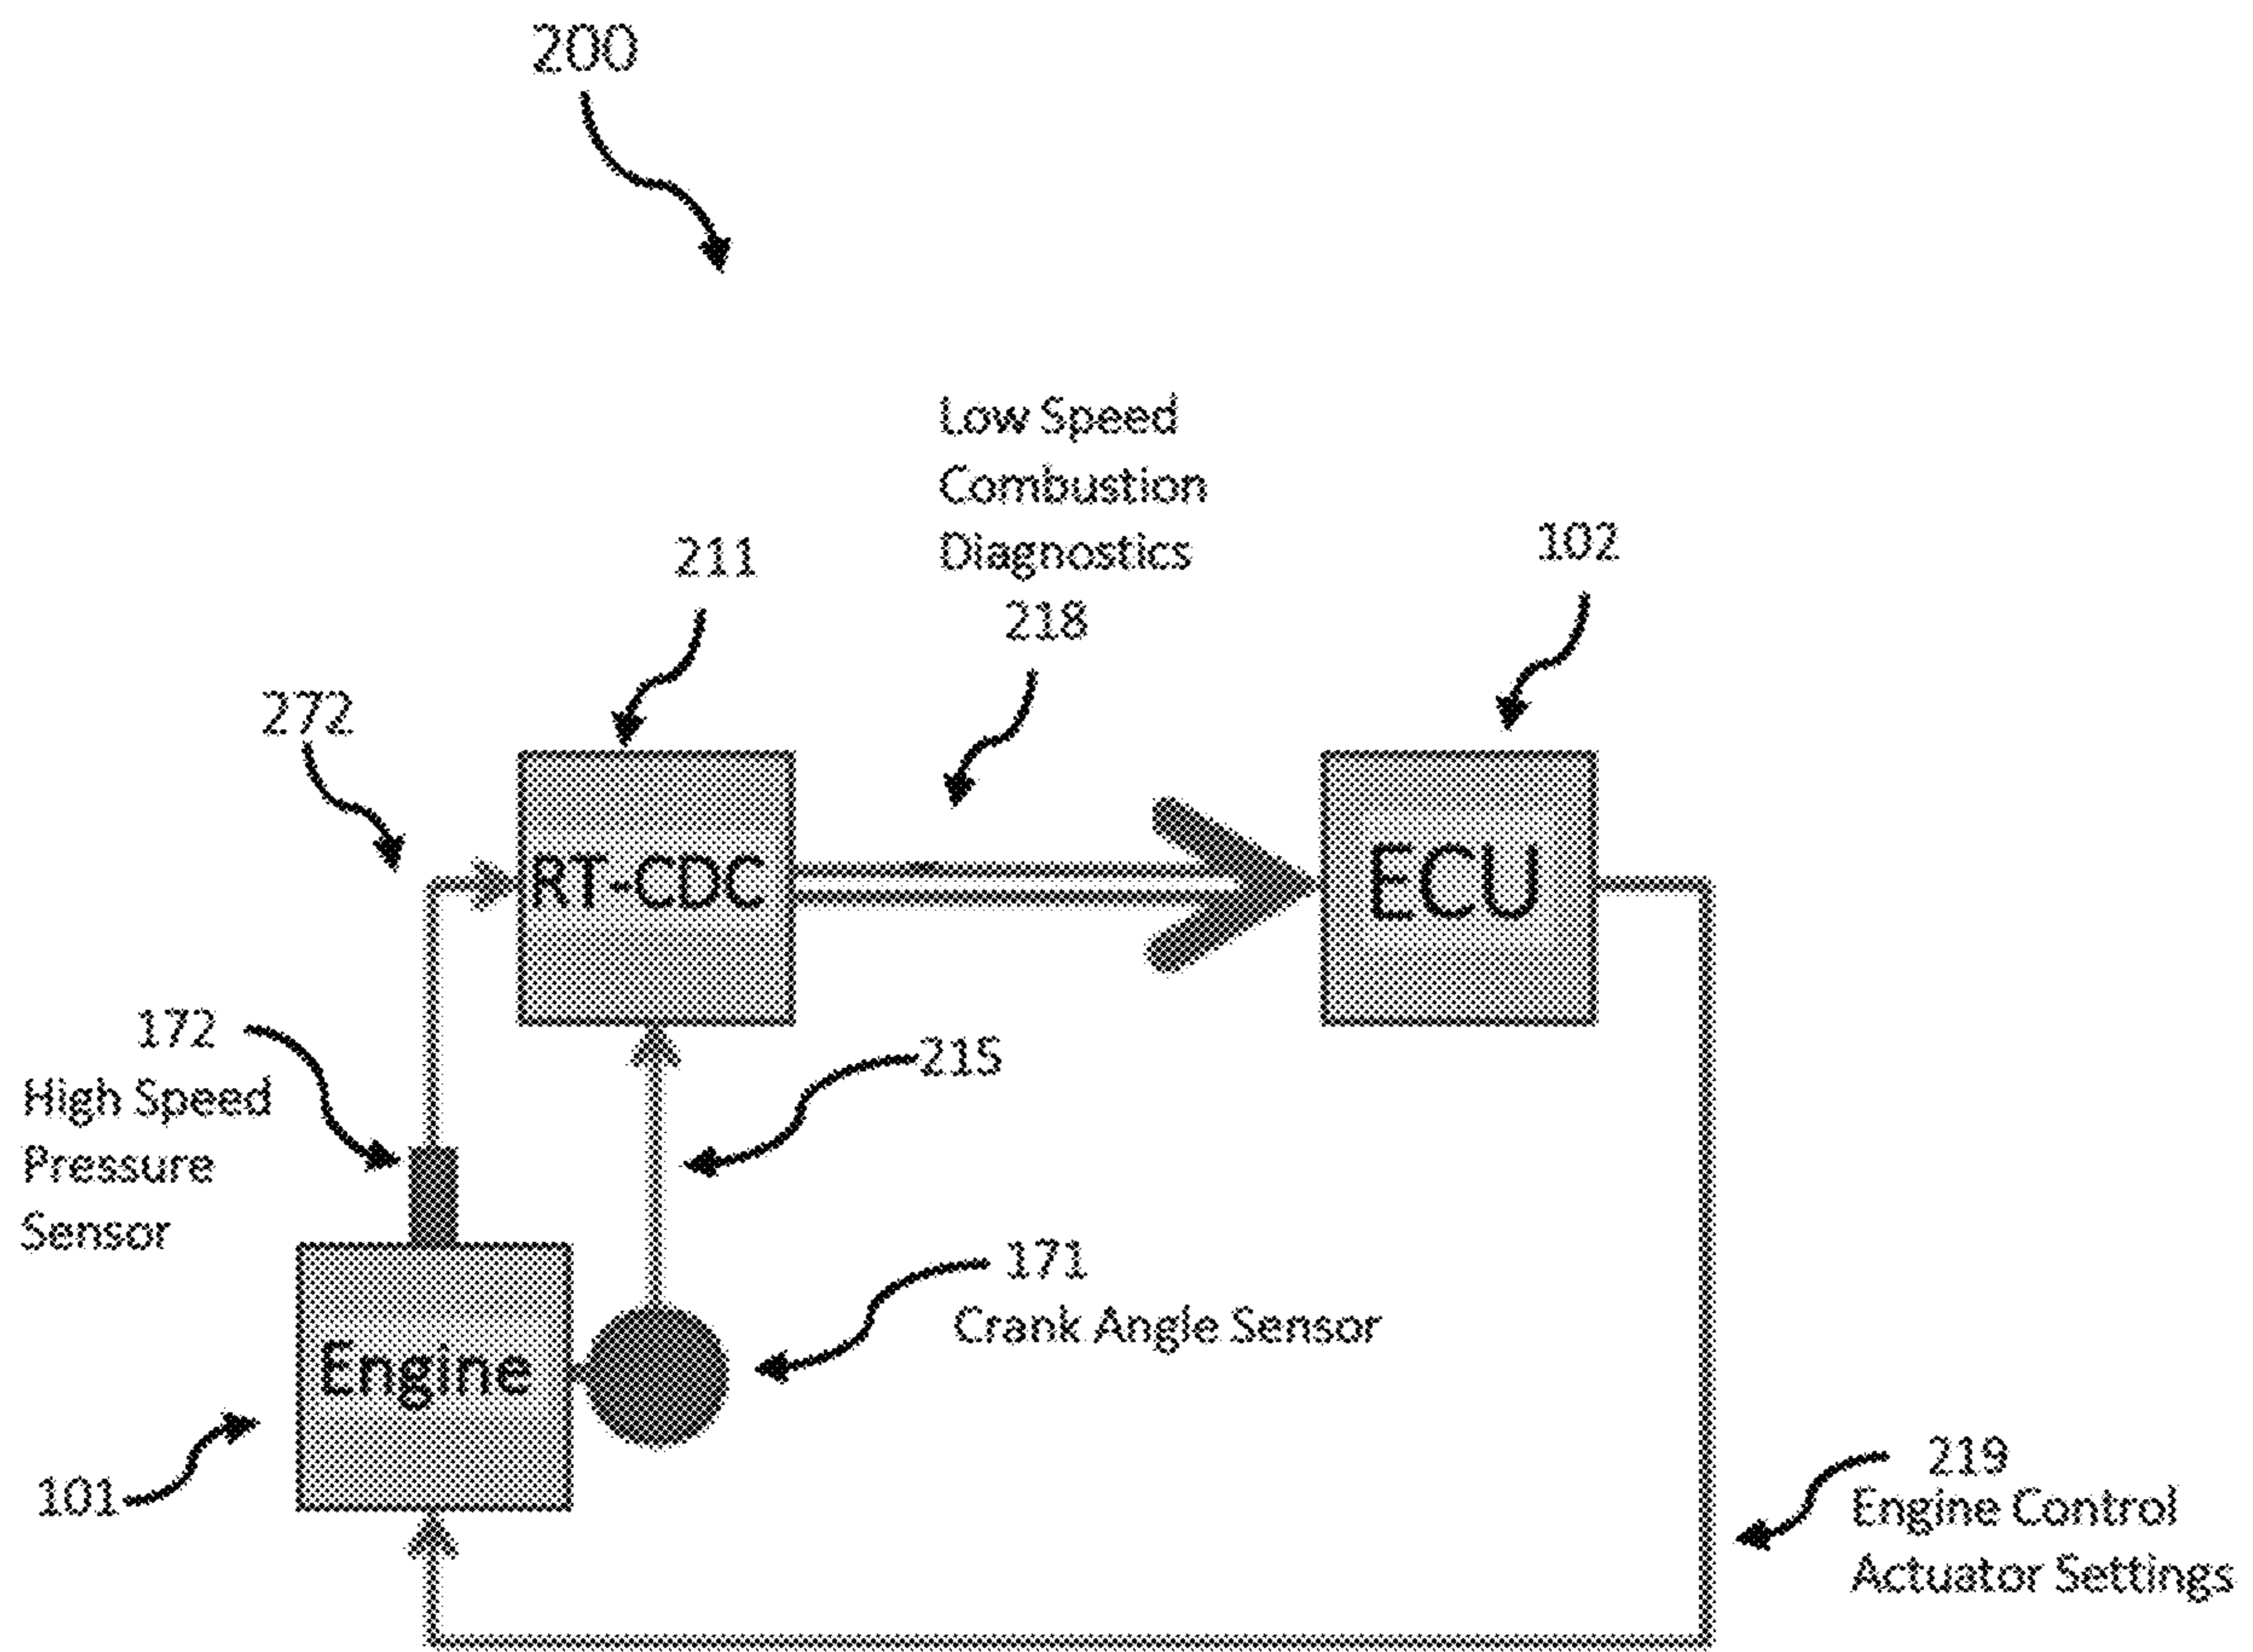 200
Low Speed
Combustion
Diagnostics
218
211
102
272
RT-CDC
ECU
172
High Speed
Pressure
Sensor
215
171
Crank Angle Sensor
Engine
101
219
Engine Control
Actuator Settings